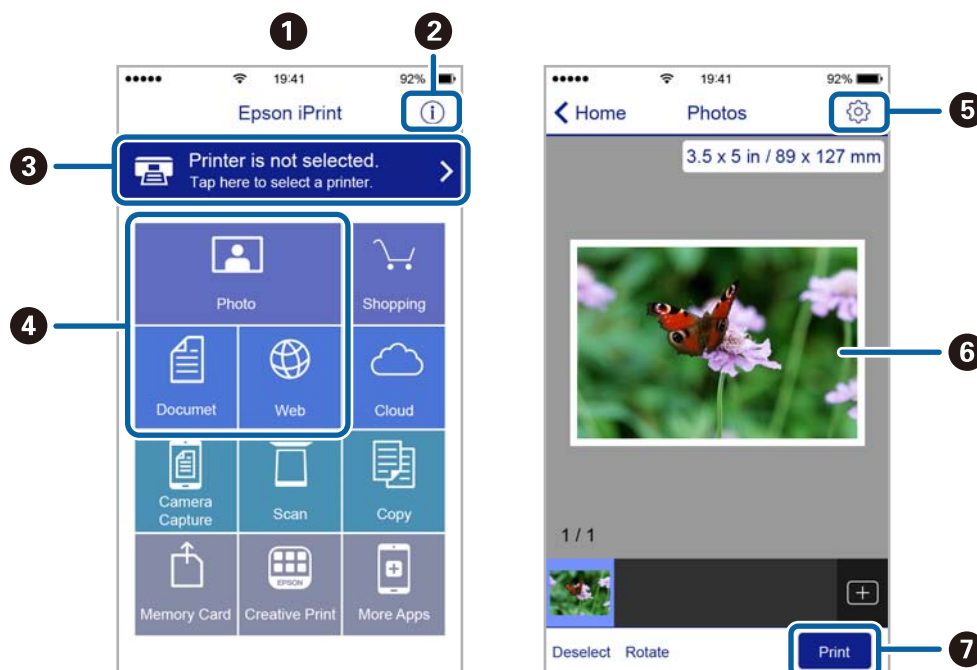 1
2
19:41
92%
Epson iPrint
3
Printer is not selected.
Tap here to select a printer.
4
Photo
Shopping
Documet
Web
Cloud
Camera
Capture
Scan
Copy
EPSON
Memory Card
Creative Print
More Apps
19:41
92%
Home
Photos
5
3.5 x 5 in / 89 x 127 mm
6
1 / 1
Deselect
Rotate
Print
7